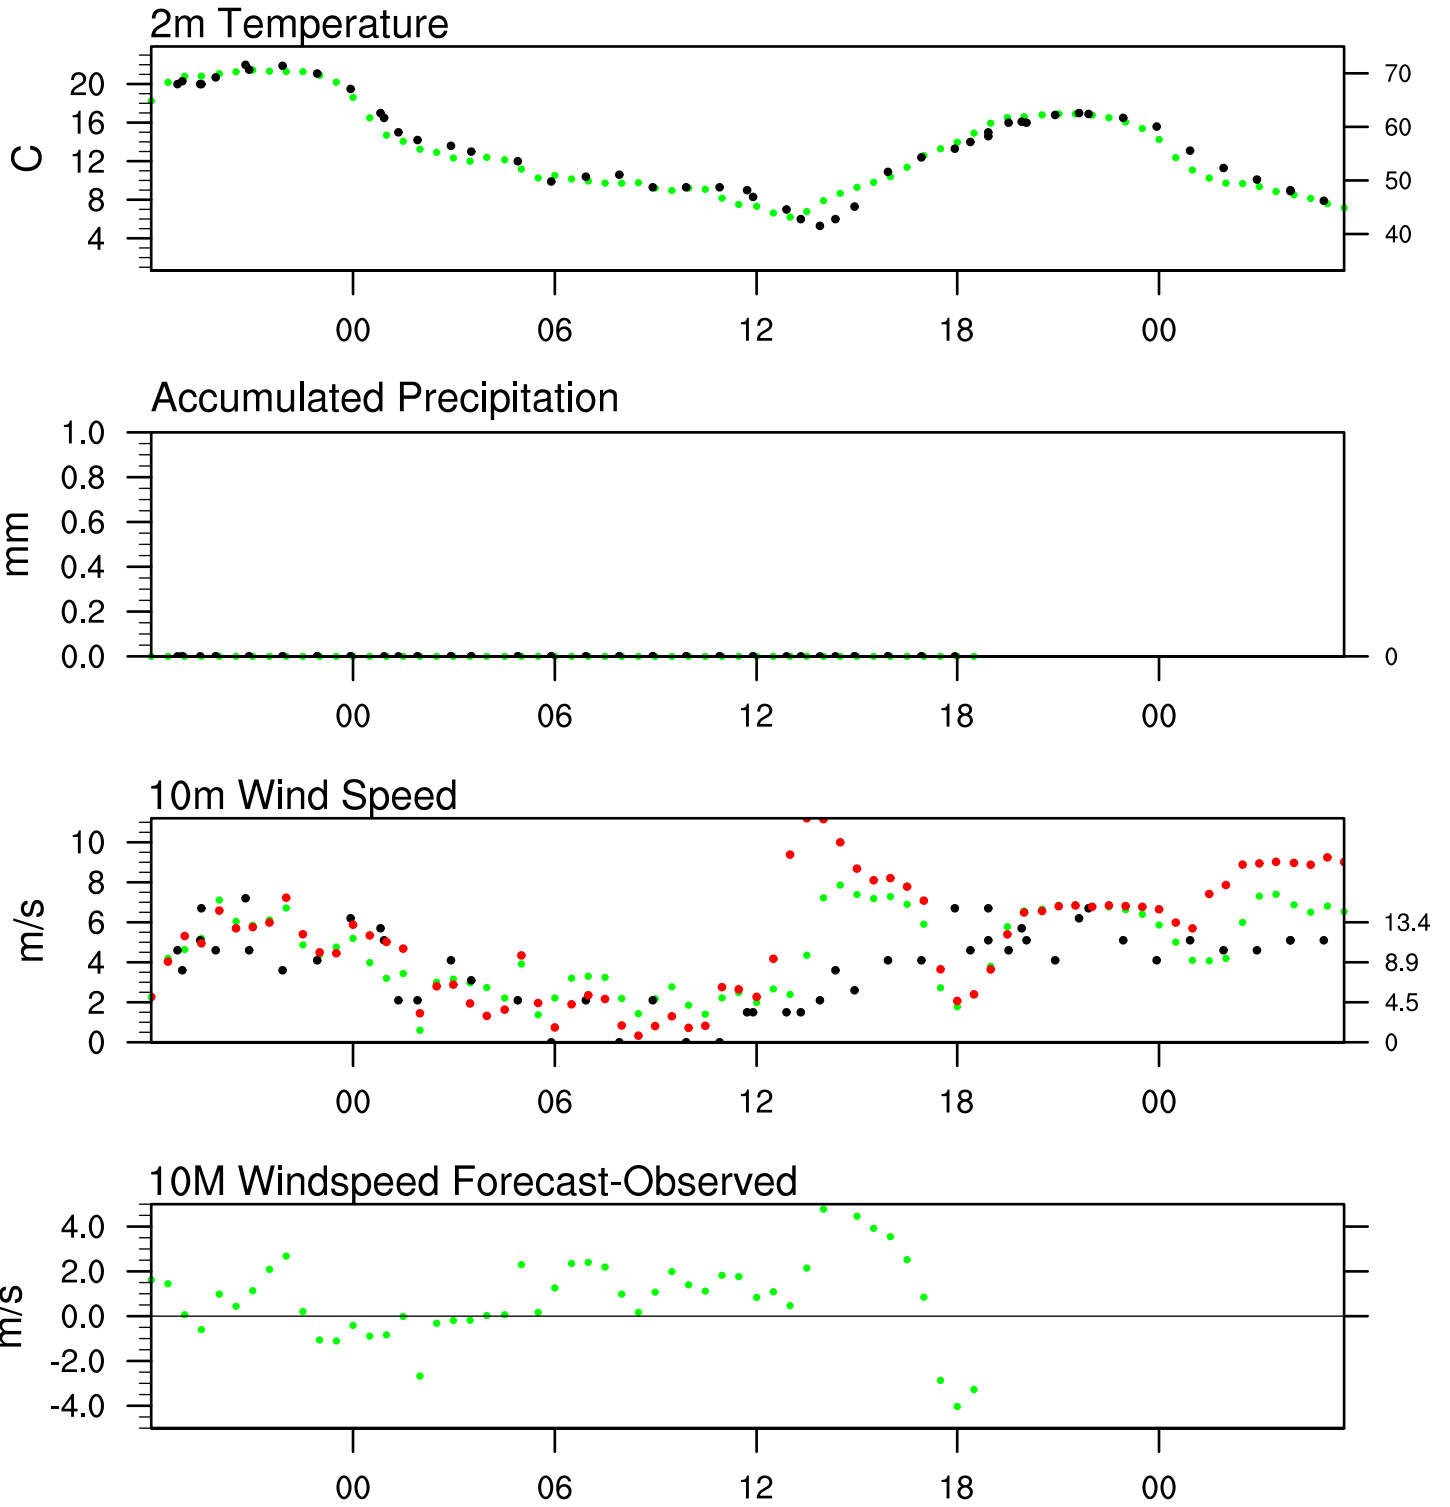 2m Temperature
20
16
12
8
4
C
70
60
50
40
00 06 12 18 00
Accumulated Precipitation
1.0
0.8
0.6
0.4
0.2
0.0
mm
0
00 06 12 18 00
10m Wind Speed
10
8
6
4
2
0
m/s
13.4
8.9
4.5
0
00 06 12 18 00
10M Windspeed Forecast-Observed
4.0
2.0
0.0
-2.0
-4.0
m/s
00 06 12 18 00